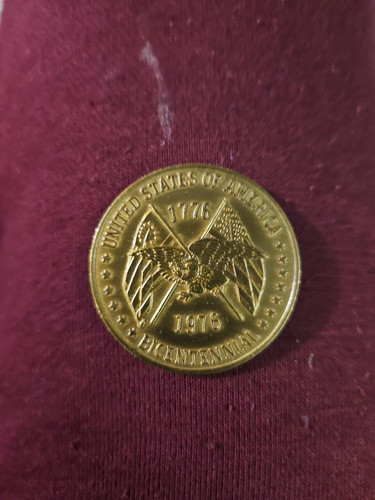 UNITED STATES OF AMERICA
1776
1976
BICENTENNIAL